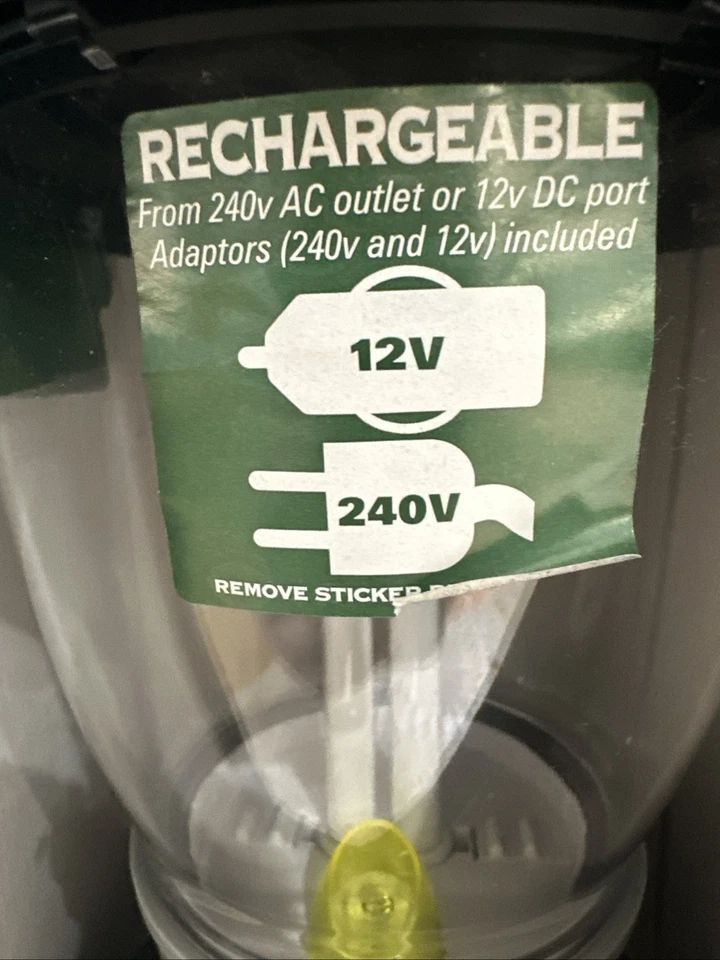 RECHARGEABLE
From 240v AC outlet or 12v DC port
Adaptors (240v and 12v) included
12V
240V
REMOVE STICKER